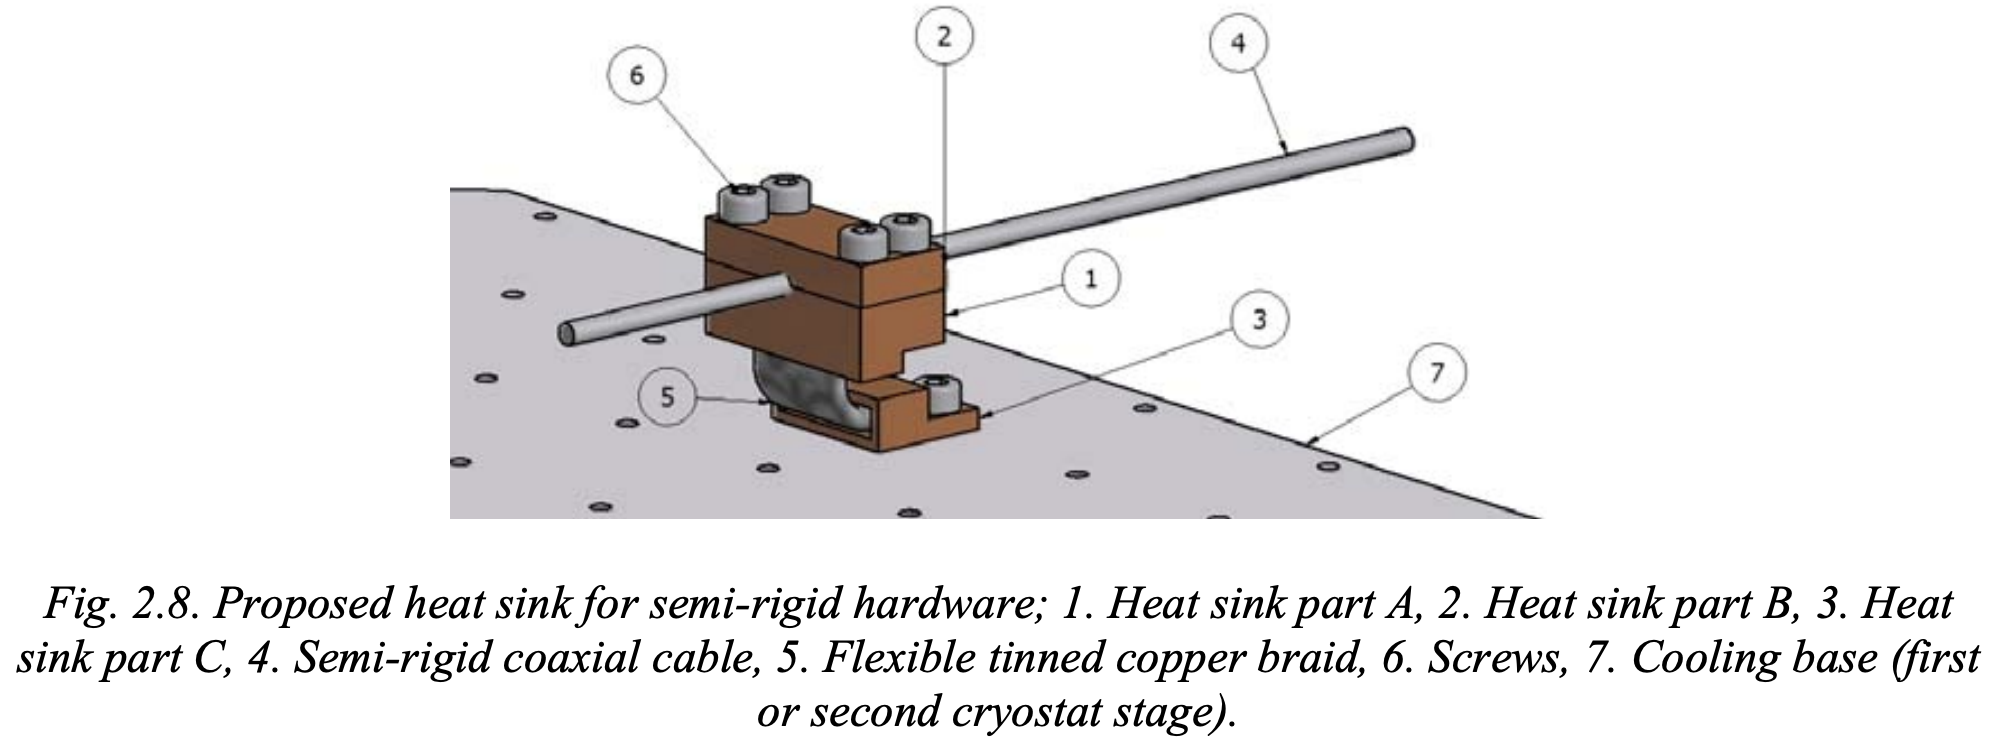 2
4
6
1
3
7
5
Fig. 2.8. Proposed heat sink for semi-rigid hardware; 1. Heat sink part A, 2. Heat sink part B, 3. Heat
sink part C, 4. Semi-rigid coaxial cable, 5. Flexible tinned copper braid, 6. Screws, 7. Cooling base (first
or second cryostat stage).